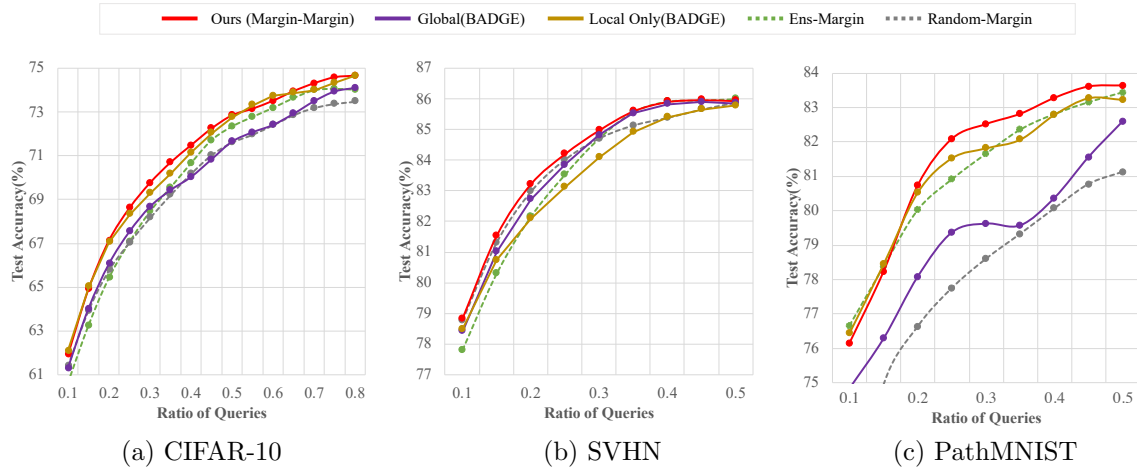 Ours (Margin-Margin) Global(BADGE) Local Only(BADGE) Ens-Margin Random-Margin
Test Accuracy(%)
75
73
71
69
67
65
63
61
0.1 0.2 0.3 0.4 0.5 0.6 0.7 0.8
Ratio of Queries
(a) CIFAR-10
Test Accuracy(%)
87
86
85
84
83
82
81
80
79
78
77
0.1 0.2 0.3 0.4 0.5
Ratio of Queries
(b) SVHN
Test Accuracy(%)
84
83
82
81
80
79
78
77
76
75
0.1 0.2 0.3 0.4 0.5
Ratio of Queries
(c) PathMNIST